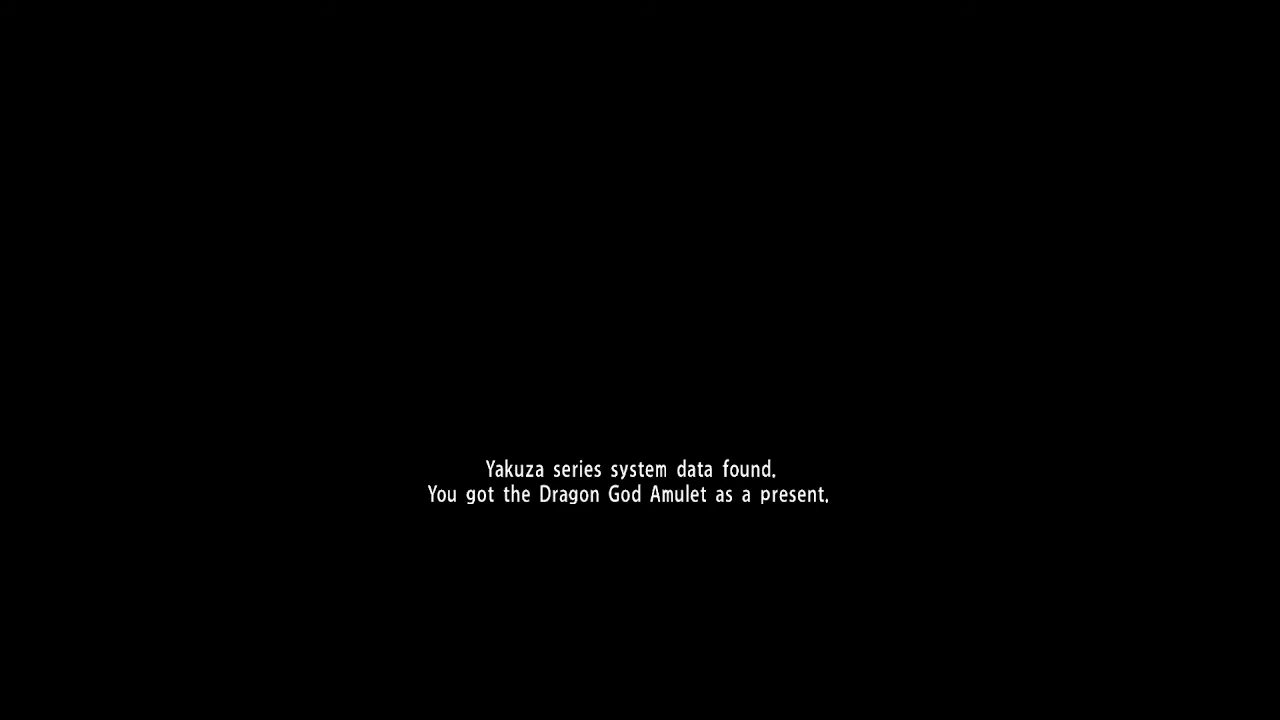 Yakuza series system data found.
You got the Dragon God Amulet as a present.